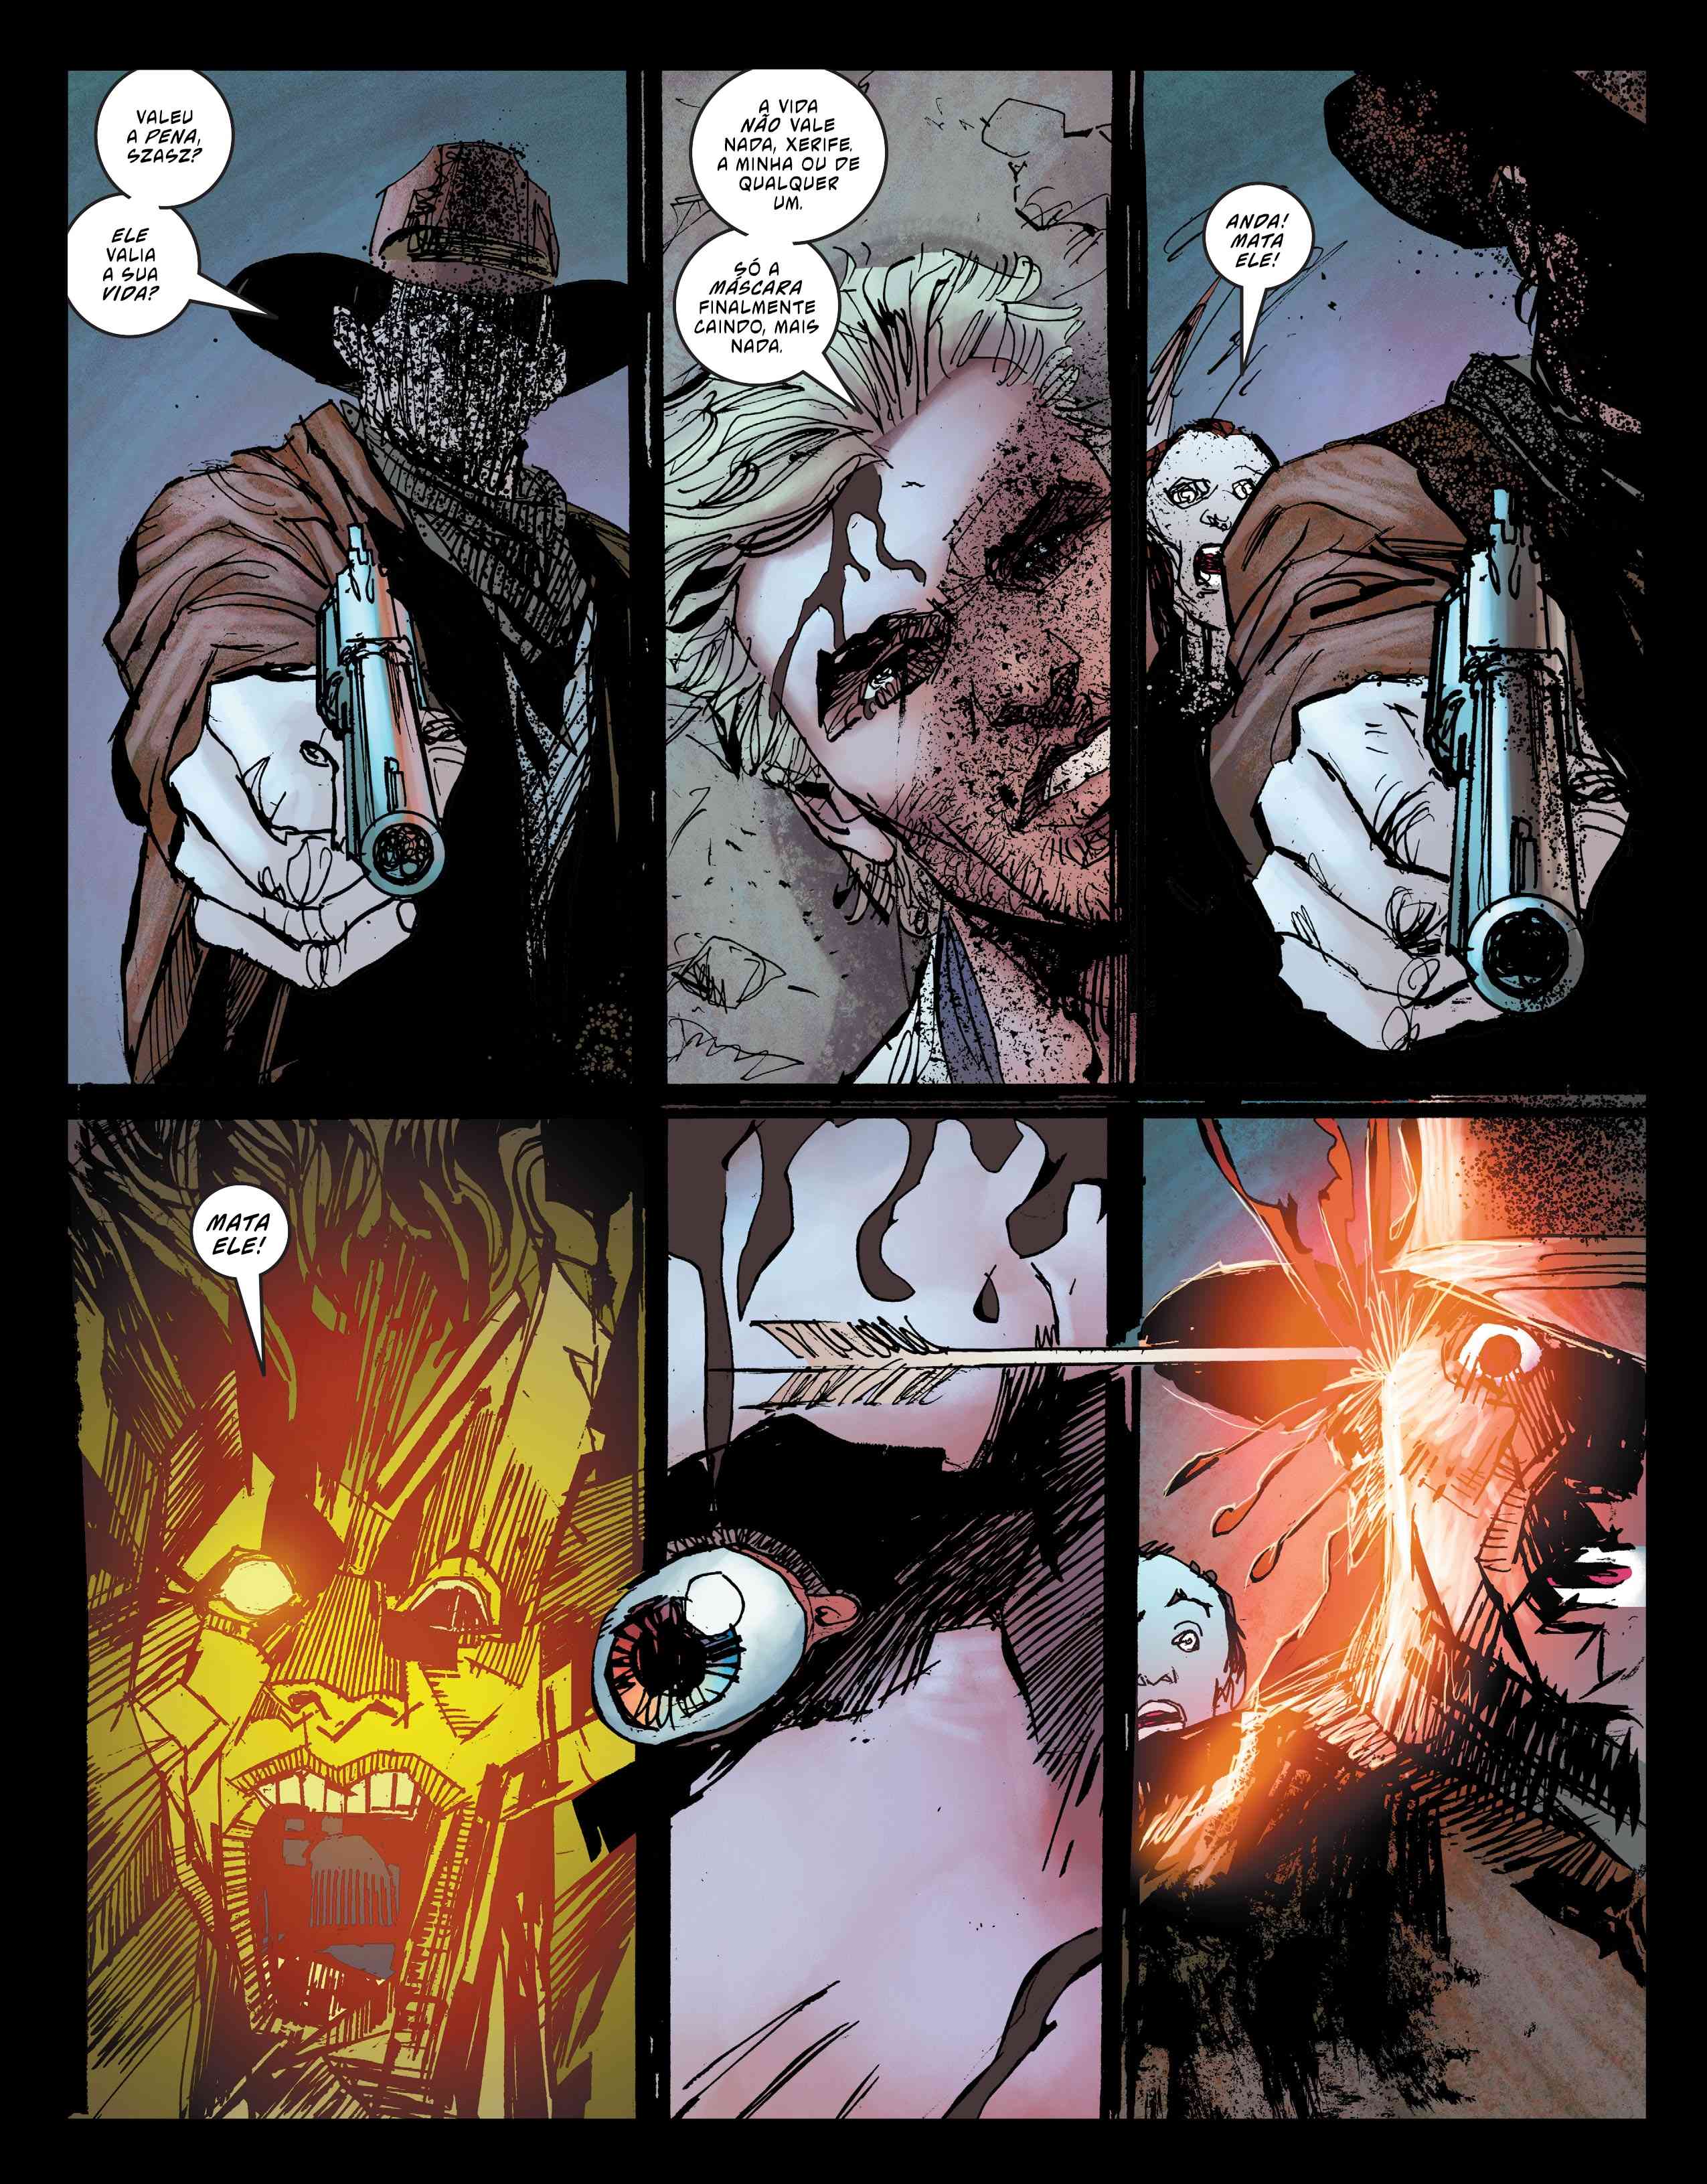 VALEU
A PENA,
SZASZ?
ELE
VALIA
A SUA
VIDA?
A VIDA
NÃO VALE
NADA, XERIFE.
A MINHA OU DE
QUALQUER
UM.
SÓ A
MÁSCARA
FINALMENTE
CAINDO, MAIS
NADA.
ANDA!
MATA
ELE!
MATA
ELE!